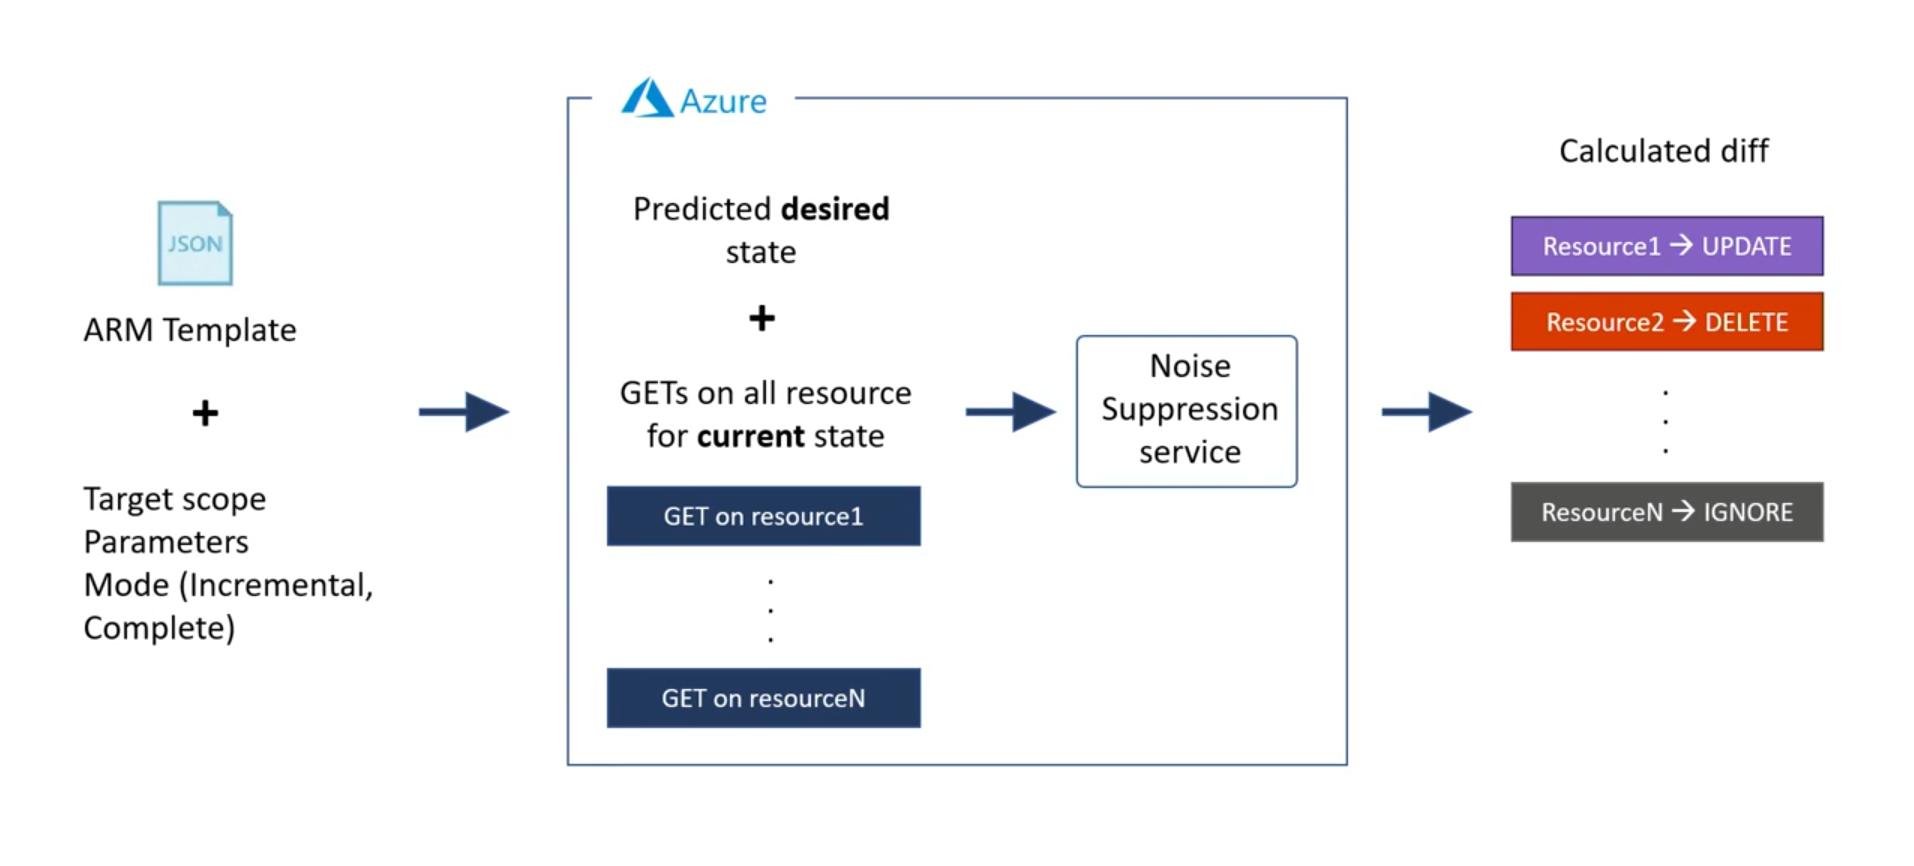 JSON
ARM Template
+
Target scope
Parameters
Mode (Incremental,
Complete)
Azure
Predicted desired
state
+
GETs on all resource
for current state
GET on resource1
.
.
.
GET on resourceN
Noise
Suppression
service
Calculated diff
Resource1 → UPDATE
Resource2 → DELETE
.
.
.
ResourceN → IGNORE